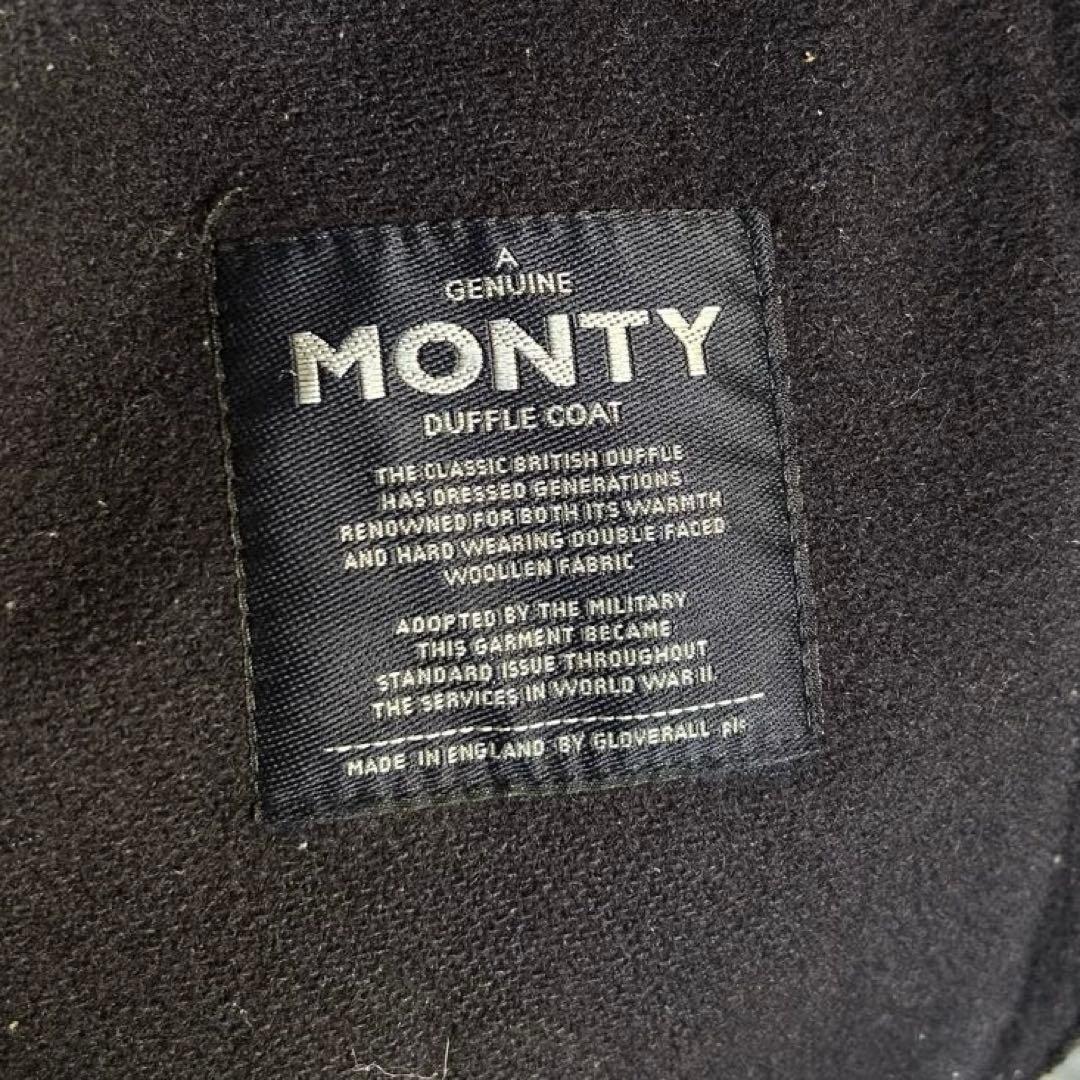 A
GENUINE
MONTY
DUFFLE COAT
THE CLASSIC BRITISH DUFFLE
HAS DRESSED GENERATIONS
RENOWNED FOR BOTH ITS WARMTH
AND HARD WEARING DOUBLE FACED
WOOLLEN FABRIC
ADOPTED BY THE MILITARY
THIS GARMENT BECAME
STANDARD ISSUE THROUGHOUT
THE SERVICES IN WORLD WAR II.
MADE IN ENGLAND BY GLOVERALL plc